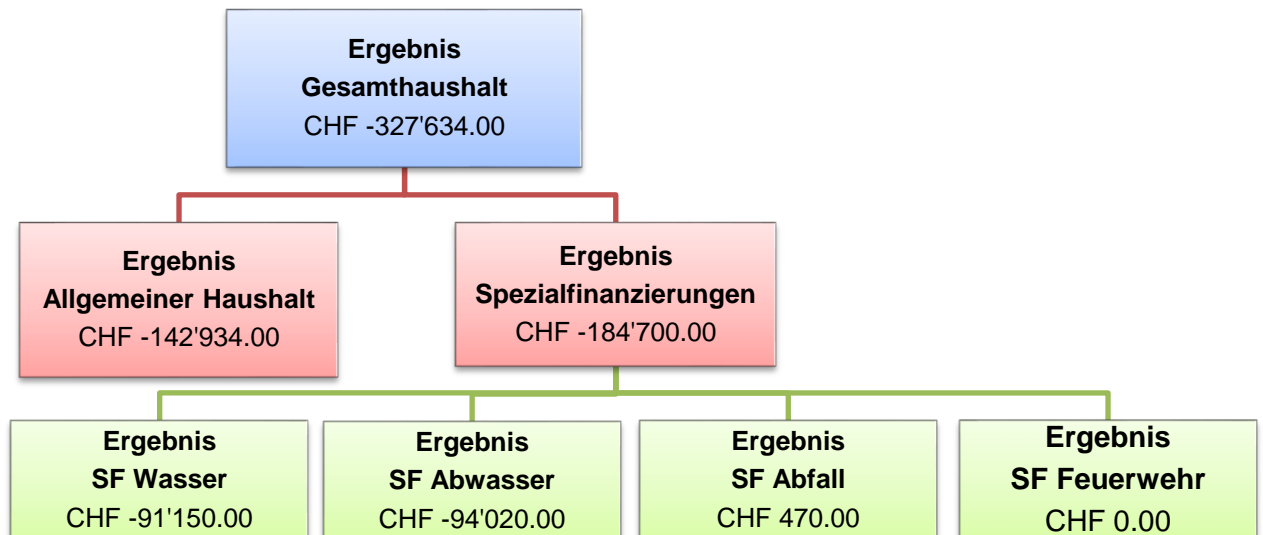 Ergebnis
Gesamthaushalt
CHF -327'634.00
Ergebnis
Allgemeiner Haushalt
CHF -142'934.00
Ergebnis
Spezialfinanzierungen
CHF -184'700.00
Ergebnis
SF Wasser
CHF -91'150.00
Ergebnis
SF Abwasser
CHF -94'020.00
Ergebnis
SF Abfall
CHF 470.00
Ergebnis
SF Feuerwehr
CHF 0.00